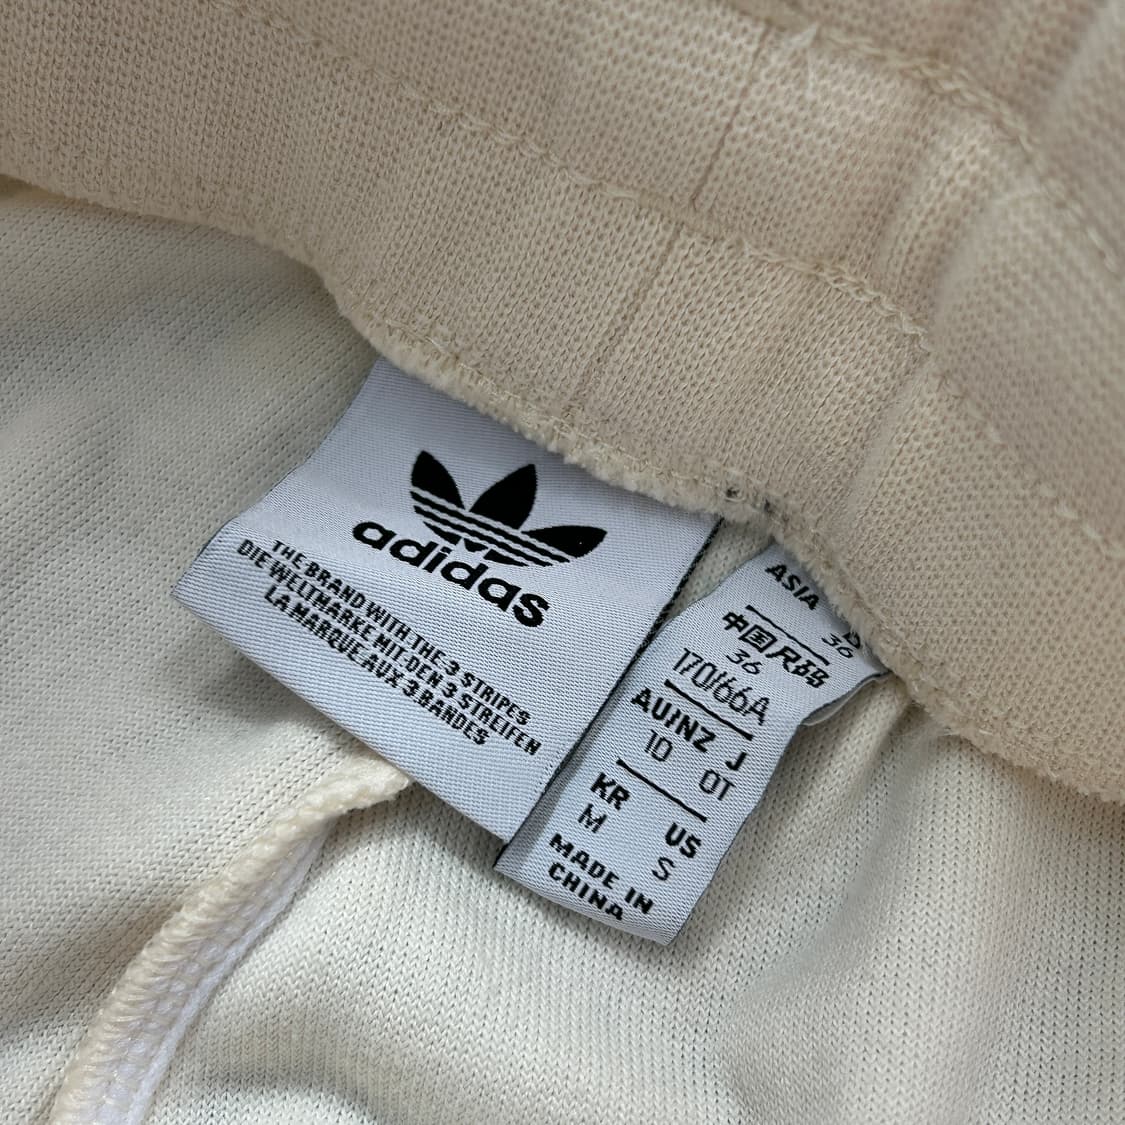 adidas
THE BRAND WITH THE 3 STRIPES
DIE WELTMARKE MIT DEN 3 STREIFEN
LA MARQUE AUX 3 BANDES
ASIA D
36
中国尺码
36
170/66A
AU/NZ J
10 OT
KR US
M S
MADE IN
CHINA